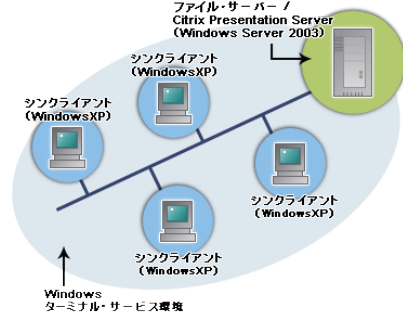 ファイル・サーバー /
Citrix Presentation Server
(Windows Server 2003)
シンクライアント
(WindowsXP)
シンクライアント
(WindowsXP)
シンクライアント
(WindowsXP)
シンクライアント
(WindowsXP)
Windows
ターミナル・サービス環境